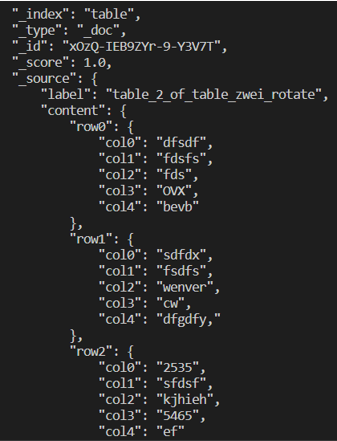 "_index": "table",
"_type": "_doc",
"_id": "xOzQ-IEB9ZYr-9-Y3V7T",
"_score": 1.0,
"_source": {
"label": "table_2_of_table_zwei_rotate",
"content": {
"row0": {
"col0": "dfsdf",
"col1": "fdsfs",
"col2": "fds",
"col3": "OVX",
"col4": "bevb"
},
"row1": {
"col0": "sdfdx",
"col1": "fsdfs",
"col2": "wenver",
"col3": "cw",
"col4": "dfgdfy,"
},
"row2": {
"col0": "2535",
"col1": "sfdsf",
"col2": "kjhieh",
"col3": "5465",
"col4": "ef"